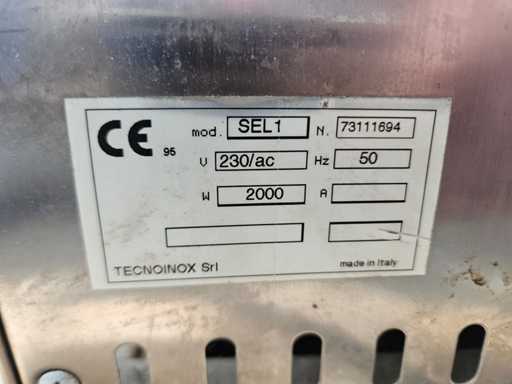 CE 95 mod. SEL1 N. 73111694
V 230/ac Hz 50
W 2000 A
TECNOINOX Srl made in Italy